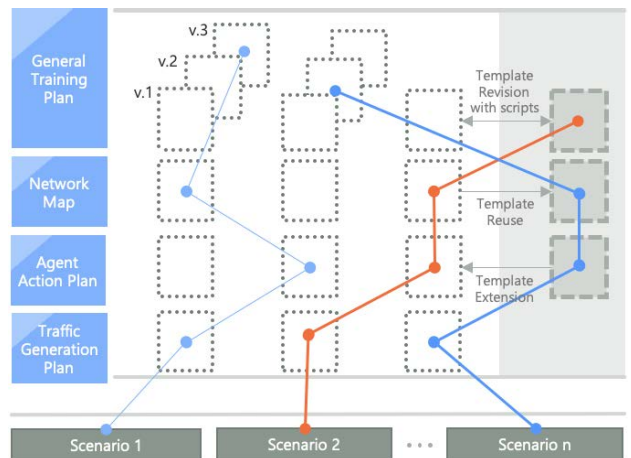 General
Training
Plan
v.3
v.2
v.1
Template
Revision
with scripts
Network
Map
Template
Reuse
Agent
Action Plan
Template
Extension
Traffic
Generation
Plan
Scenario 1
Scenario 2
Scenario n